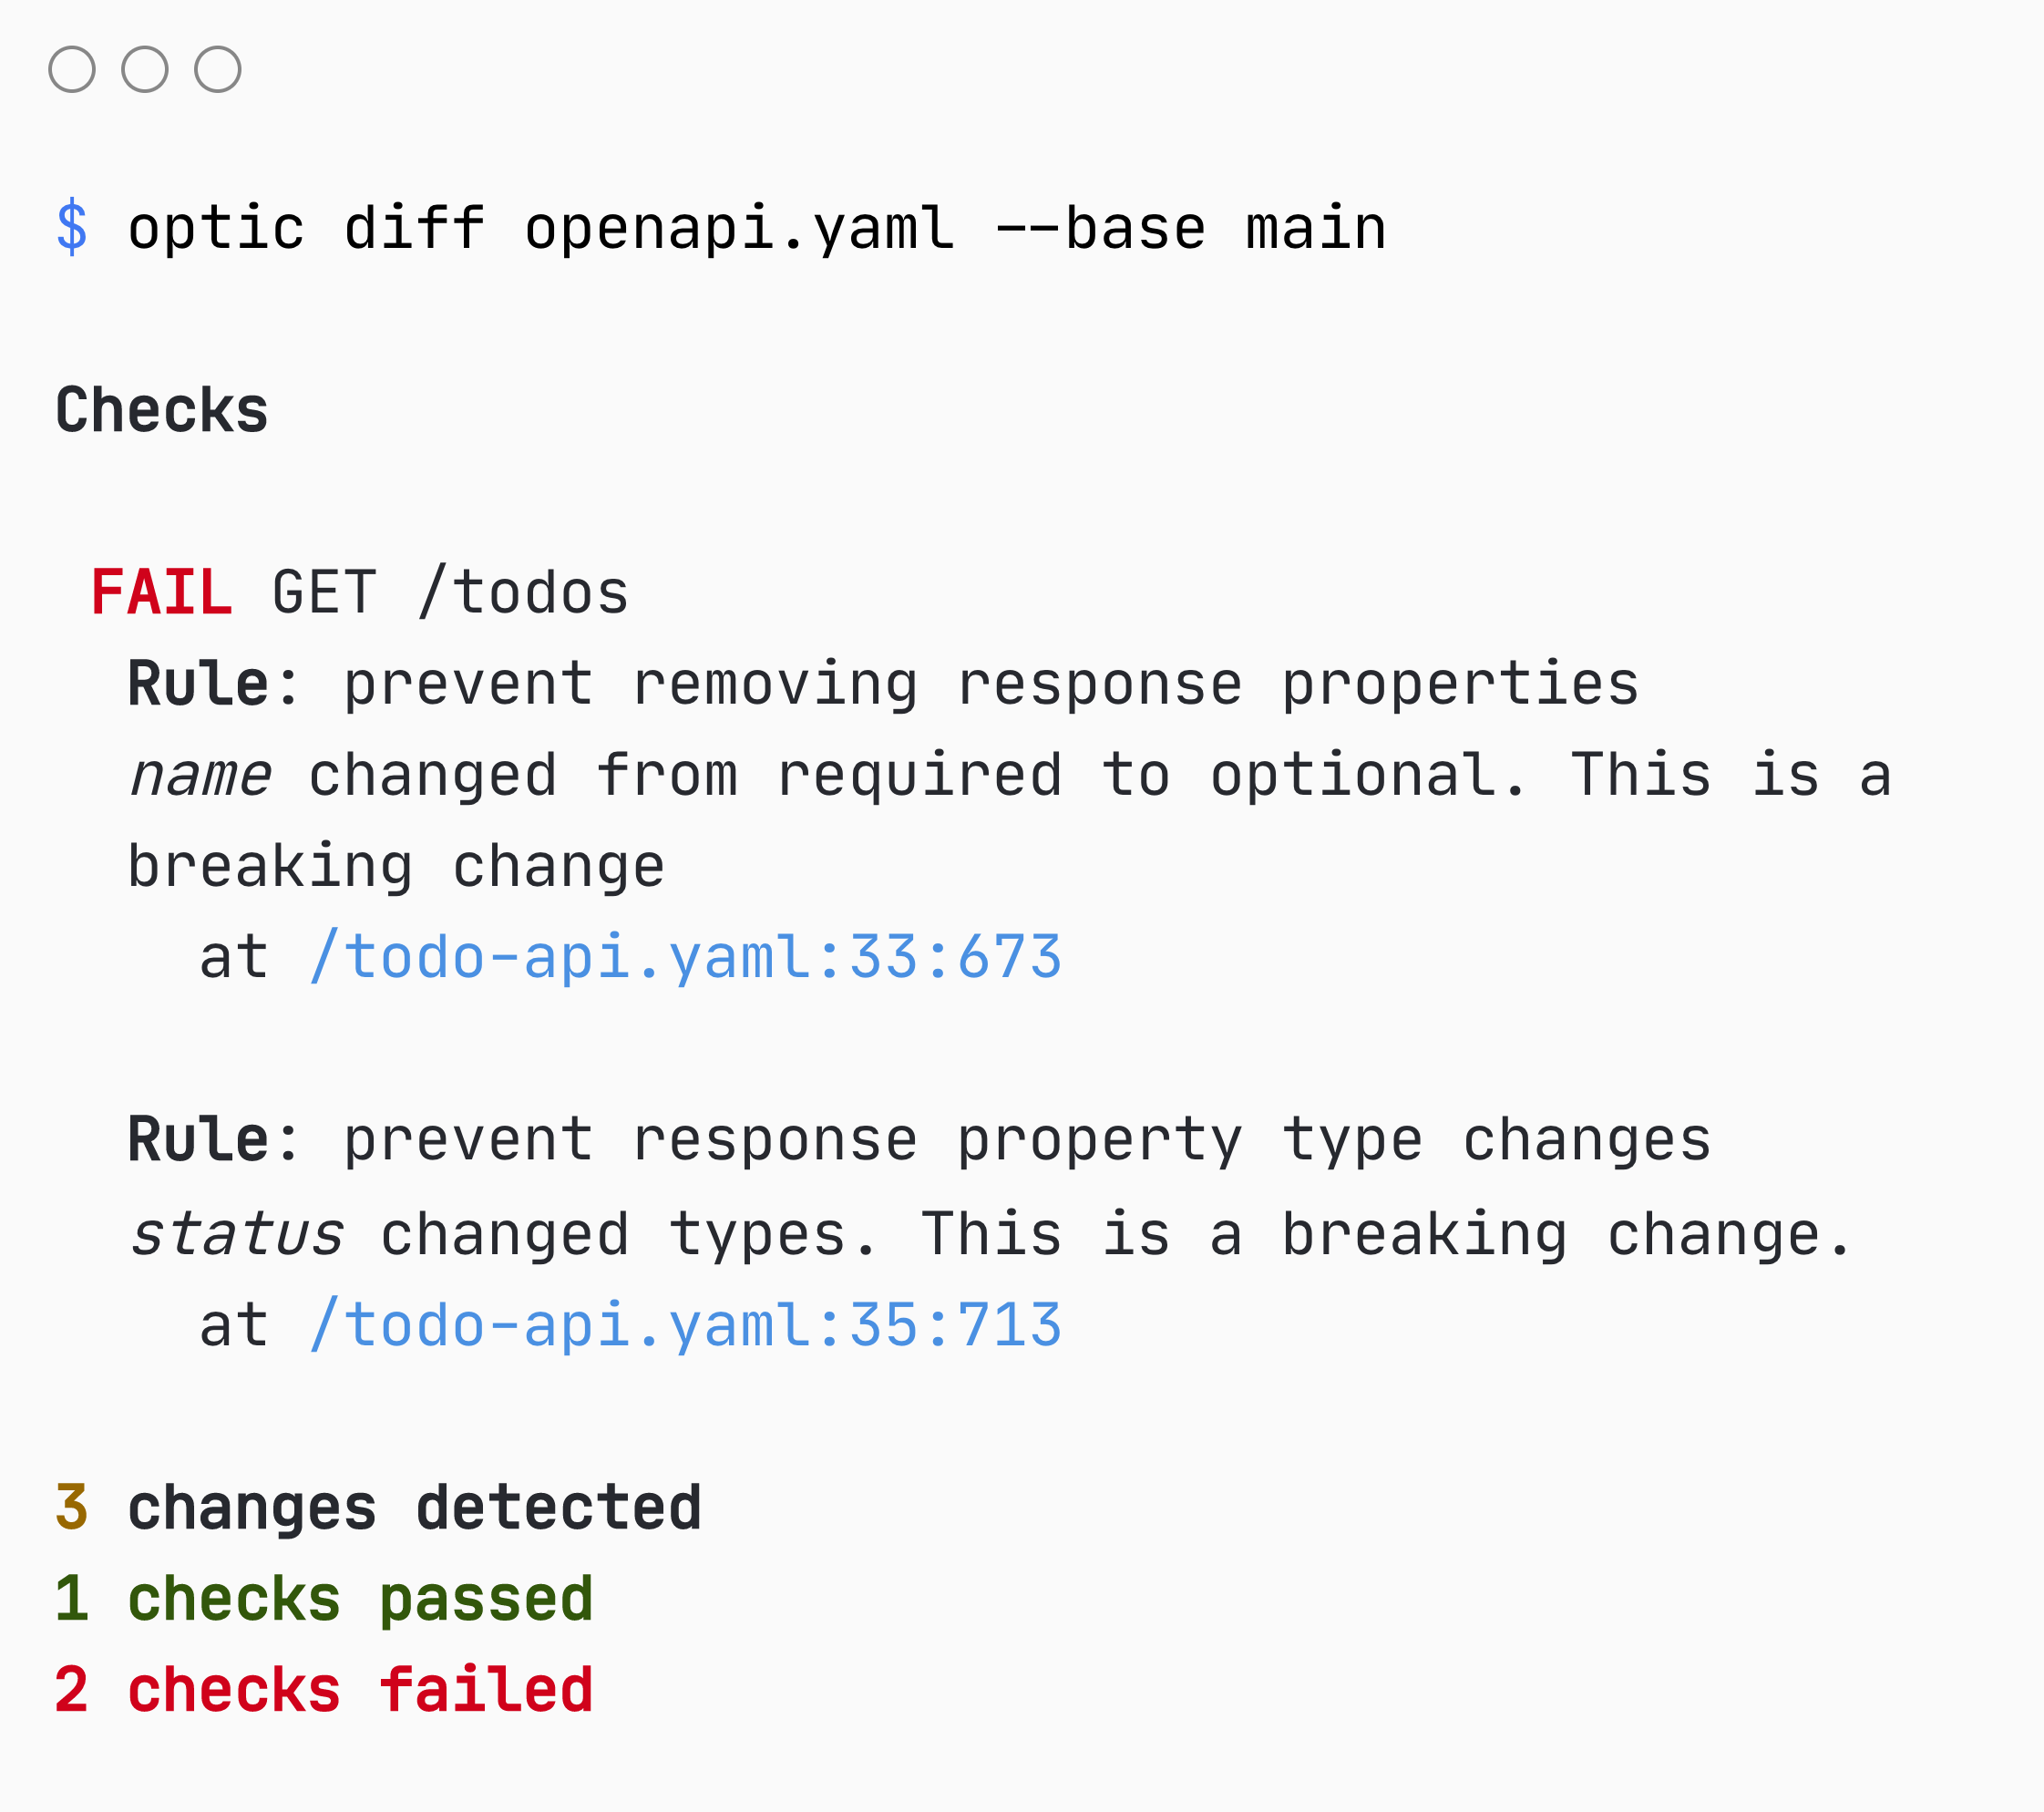 $ optic diff openapi.yaml --base main
Checks
FAIL GET /todos
Rule: prevent removing response properties
name changed from required to optional. This is a
breaking change
at /todo-api.yaml:33:673
Rule: prevent response property type changes
status changed types. This is a breaking change.
at /todo-api.yaml:35:713
3 changes detected
1 checks passed
2 checks failed